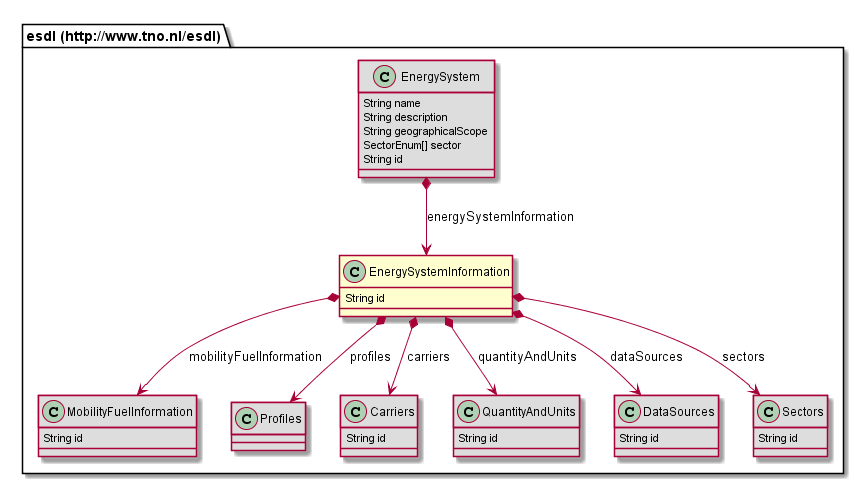 esdl (http://www.tno.nl/esdl)
C EnergySystem
String name
String description
String geographicalScope
SectorEnum[] sector
String id
energySystemInformation
C EnergySystemInformation
String id
mobilityFuelInformation
profiles
carriers
quantityAndUnits
dataSources
sectors
C MobilityFuelInformation
String id
C Profiles
C Carriers
String id
C QuantityAndUnits
String id
C DataSources
String id
C Sectors
String id